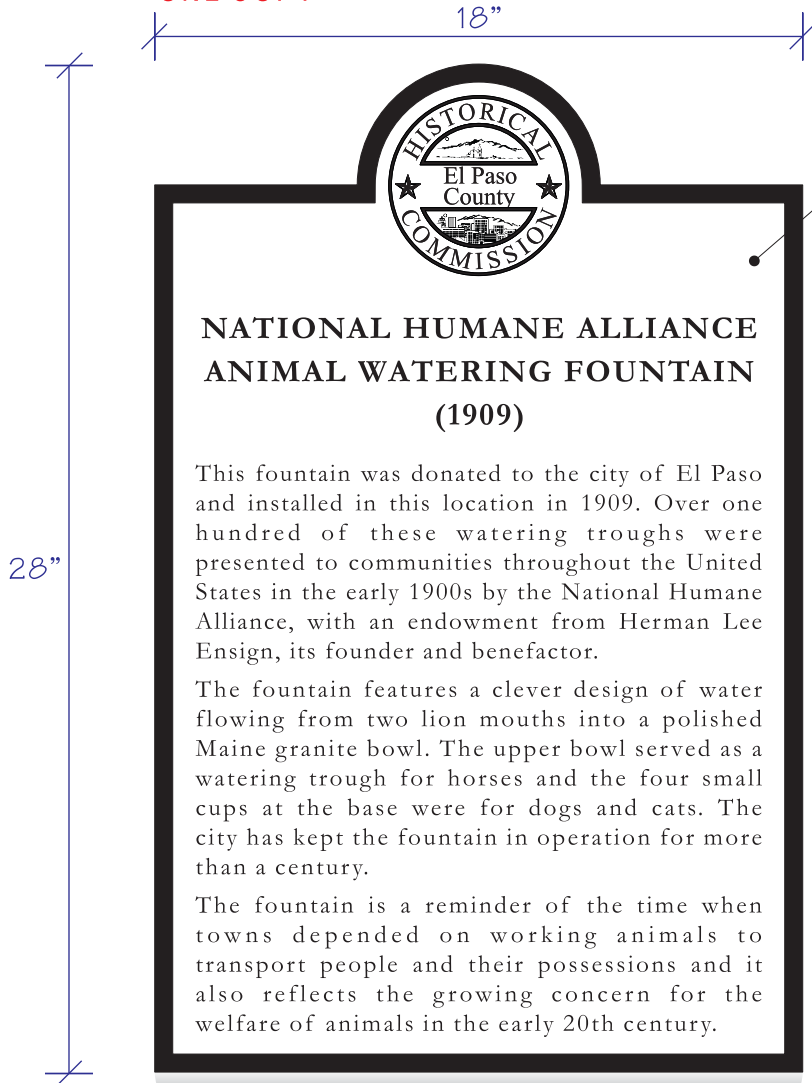 18”
HISTORICAL
El Paso
County
COMMISSION
NATIONAL HUMANE ALLIANCE
ANIMAL WATERING FOUNTAIN
(1909)
28”
This fountain was donated to the city of El Paso
and installed in this location in 1909. Over one
hundred of these watering troughs were
presented to communities throughout the United
States in the early 1900s by the National Humane
Alliance, with an endowment from Herman Lee
Ensign, its founder and benefactor.
The fountain features a clever design of water
flowing from two lion mouths into a polished
Maine granite bowl. The upper bowl served as a
watering trough for horses and the four small
cups at the base were for dogs and cats. The
city has kept the fountain in operation for more
than a century.
The fountain is a reminder of the time when
towns depended on working animals to
transport people and their possessions and it
also reflects the growing concern for the
welfare of animals in the early 20th century.